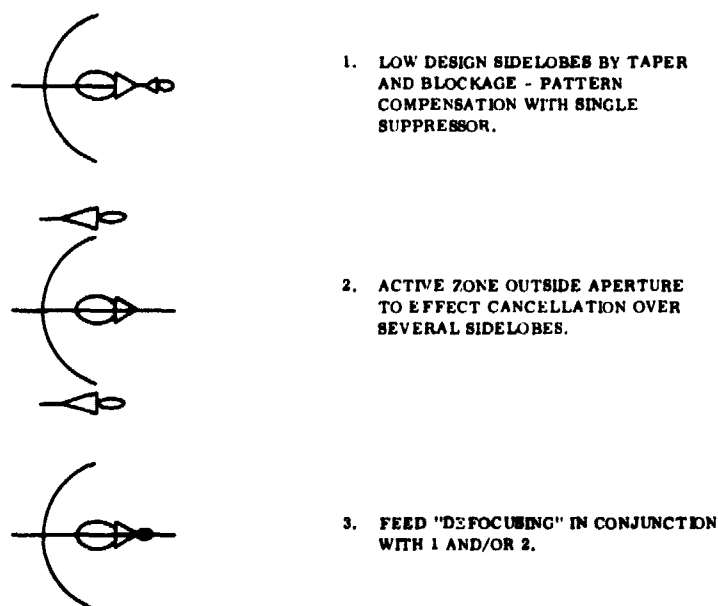 1. LOW DESIGN SIDELOBES BY TAPER
AND BLOCKAGE - PATTERN
COMPENSATION WITH SINGLE
SUPPRESSOR.
2. ACTIVE ZONE OUTSIDE APERTURE
TO EFFECT CANCELLATION OVER
SEVERAL SIDELOBES.
3. FEED "DEFOCUSING" IN CONJUNCTION
WITH 1 AND/OR 2.